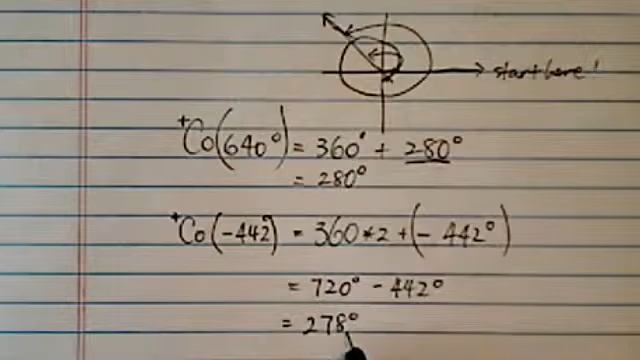 start here!
+Co(640°) = 360° + 280°
= 280°
+Co(-442°) = 360*2 + (- 442°)
= 720° - 442°
= 278°